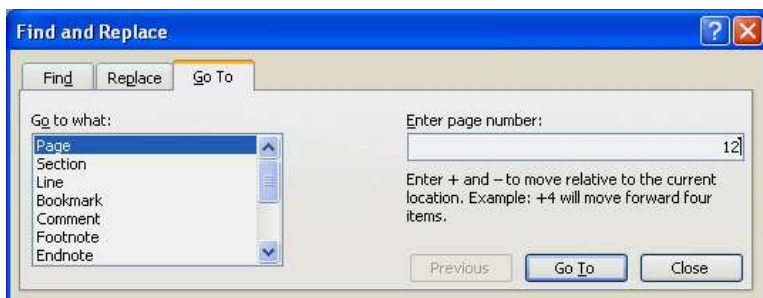 Find and Replace
Find Replace Go To
Go to what:
Page
Section
Line
Bookmark
Comment
Footnote
Endnote
Enter page number:
12
Enter + and – to move relative to the current
location. Example: +4 will move forward four
items.
Previous Go To Close